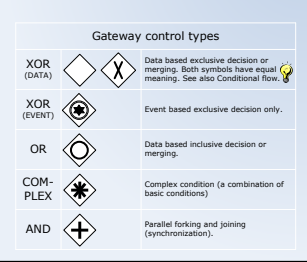 Gateway control types
XOR
(DATA)
X
Data based exclusive decision or
merging. Both symbols have equal
meaning. See also Conditional flow.
XOR
(EVENT)
Event based exclusive decision only.
OR
Data based inclusive decision or
merging.
COM-
PLEX
Complex condition (a combination of
basic conditions)
AND
Parallel forking and joining
(synchronization).